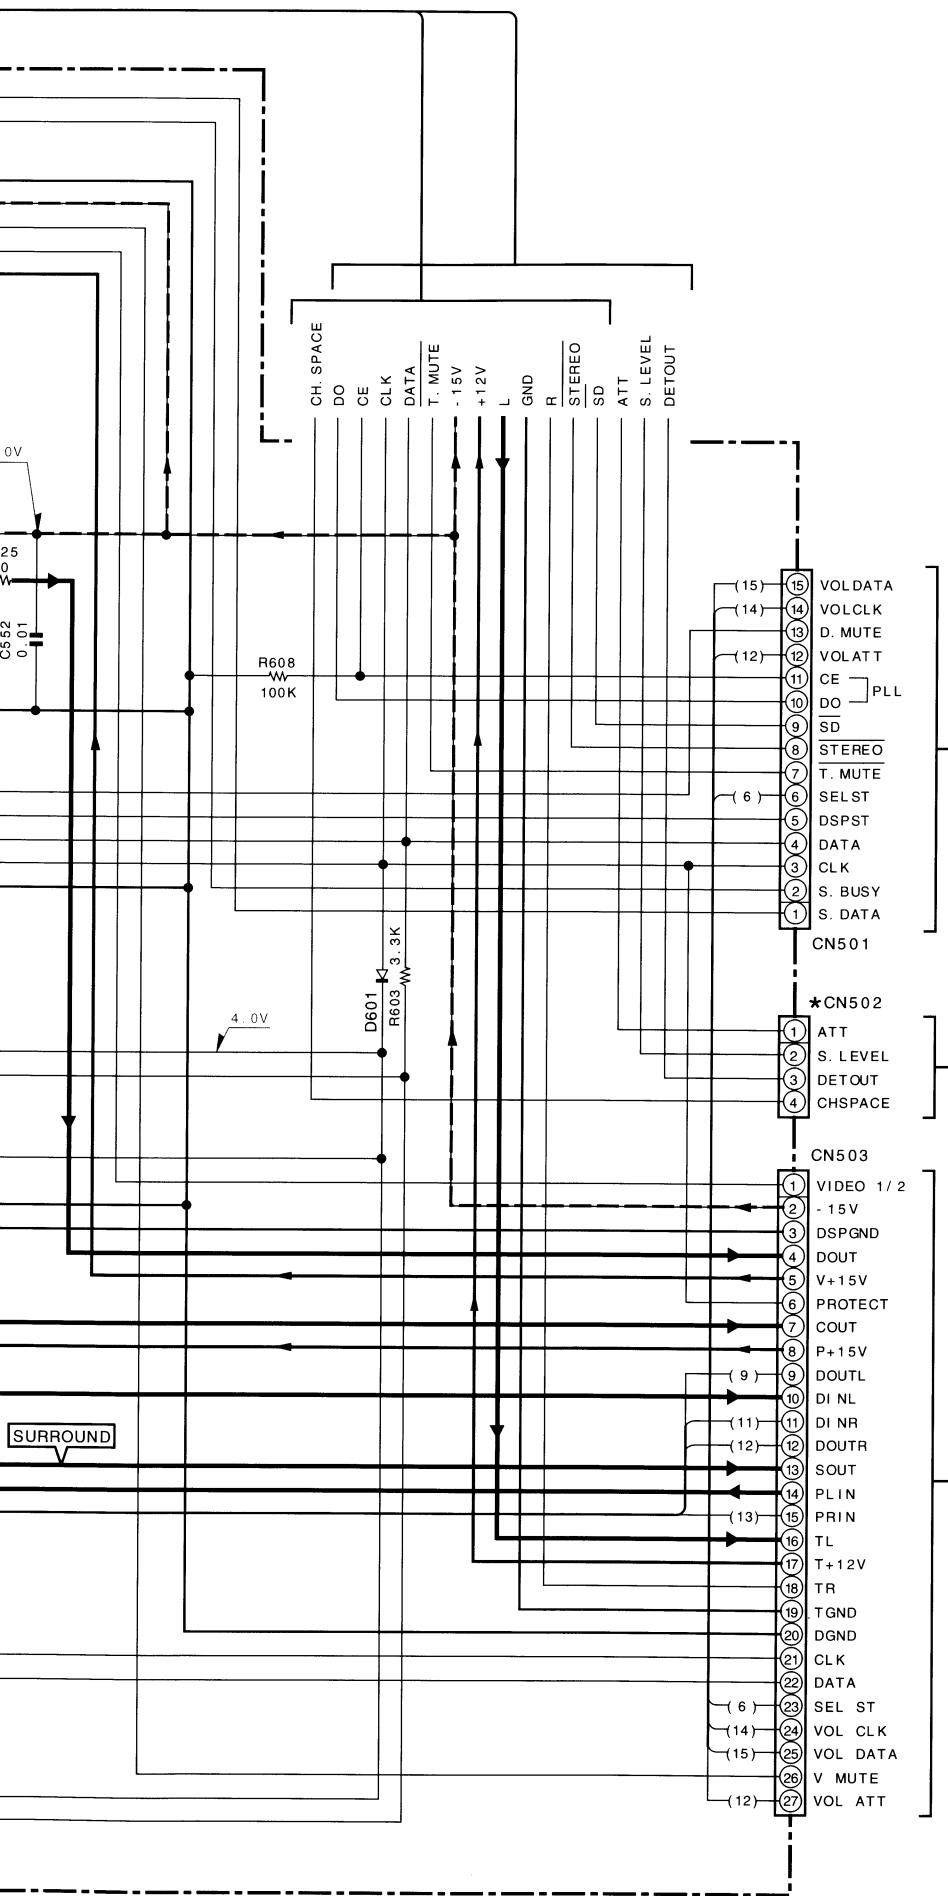 CH. SPACE
DO
CE
CLK
DATA
T. MUTE
-15V
+12V
L
GND
R
STEREO
SD
ATT
S. LEVEL
DETOUT
0V
25
0
C552
0.01
R608
100K
(15) 15 VOLDATA
(14) 14 VOLCLK
13 D. MUTE
(12) 12 VOLATT
11 CE
PLL
10 DO
9 SD
8 STEREO
7 T. MUTE
(6) 6 SELST
5 DSPST
4 DATA
3 CLK
2 S. BUSY
1 S. DATA
CN501
D601
R603 3.3K
4.0V
★CN502
1 ATT
2 S. LEVEL
3 DETOUT
4 CHSPACE
CN503
1 VIDEO 1/2
2 -15V
3 DSPGND
4 DOUT
5 V+15V
6 PROTECT
7 COUT
8 P+15V
(9) 9 DOUTL
10 DINL
(11) 11 DINR
SURROUND
(12) 12 DOUTR
13 SOUT
14 PLIN
(13) 15 PRIN
16 TL
17 T+12V
18 TR
19 TGND
20 DGND
21 CLK
22 DATA
(6) 23 SEL ST
(14) 24 VOL CLK
(15) 25 VOL DATA
26 V MUTE
(12) 27 VOL ATT